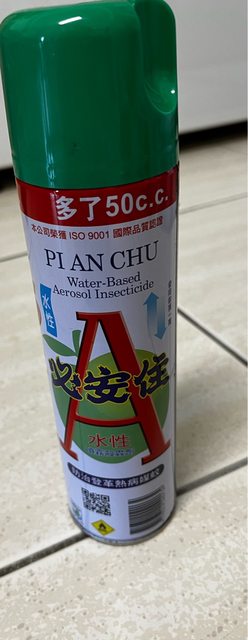 多了50c.c.
本公司榮獲 ISO 9001 國際品質認證
PI AN CHU
Water-Based
Aerosol Insecticide
水性
必安住
A
水性
防治登革熱病媒蚊